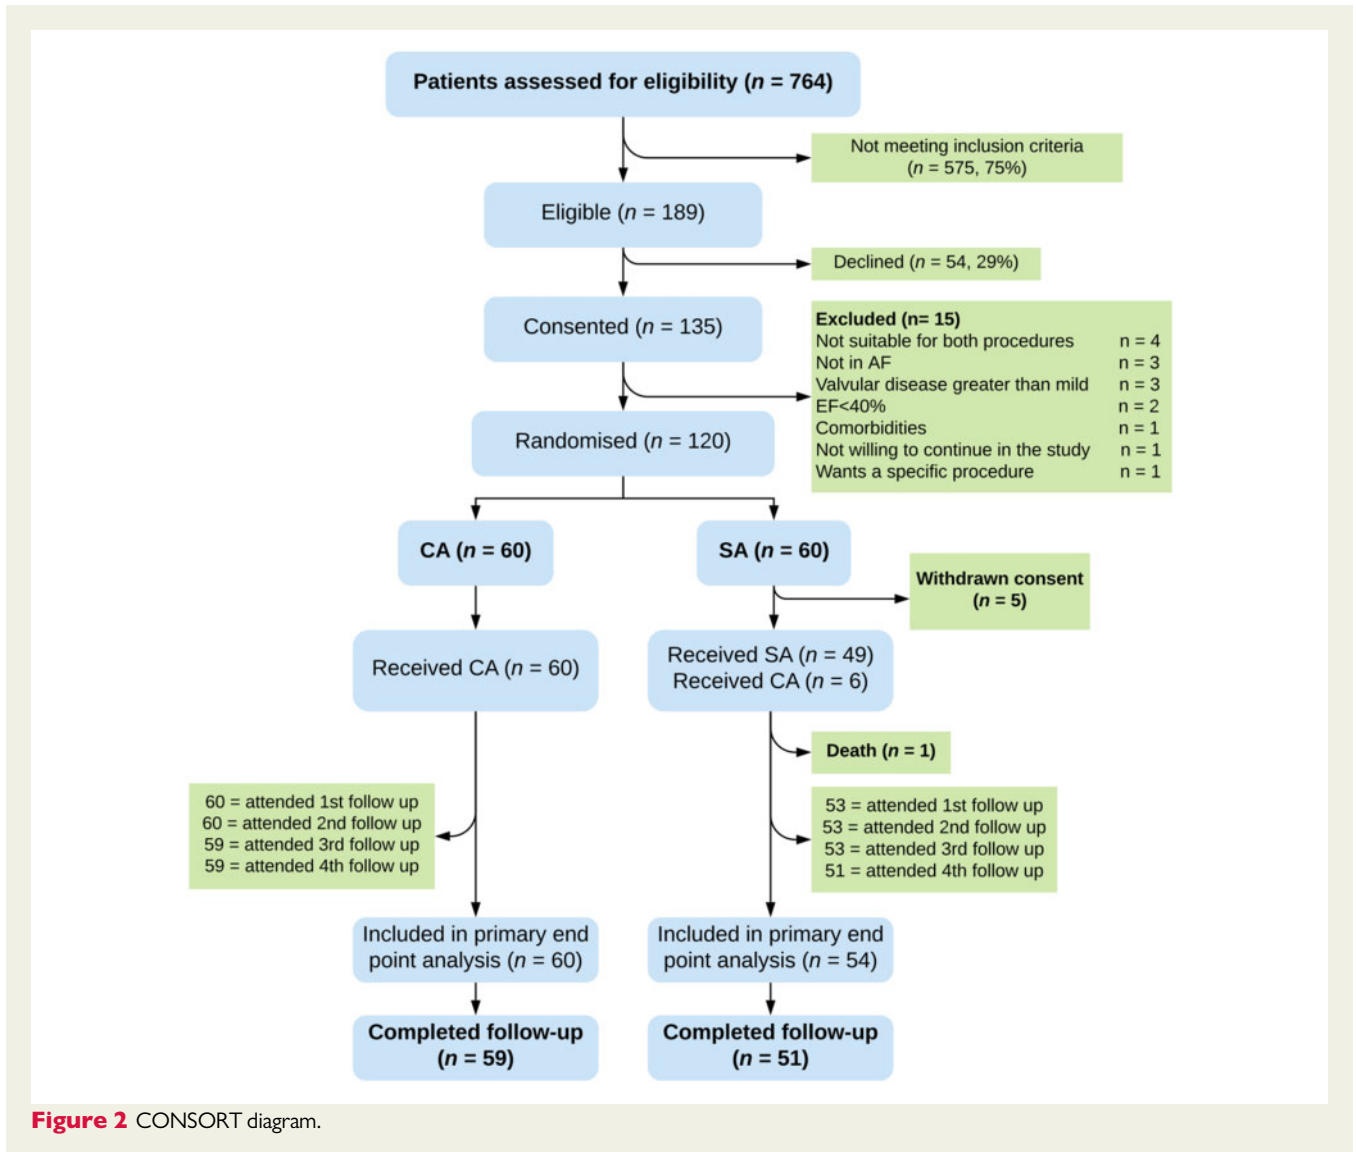 Patients assessed for eligibility (n = 764)
Not meeting inclusion criteria
(n = 575, 75%)
Eligible (n = 189)
Declined (n = 54, 29%)
Consented (n = 135)
Excluded (n= 15)
Not suitable for both procedures n = 4
Not in AF n = 3
Valvular disease greater than mild n = 3
EF<40% n = 2
Comorbidities n = 1
Not willing to continue in the study n = 1
Wants a specific procedure n = 1
Randomised (n = 120)
CA (n = 60)
SA (n = 60)
Withdrawn consent
(n = 5)
Received CA (n = 60)
Received SA (n = 49)
Received CA (n = 6)
Death (n = 1)
60 = attended 1st follow up
60 = attended 2nd follow up
59 = attended 3rd follow up
59 = attended 4th follow up
53 = attended 1st follow up
53 = attended 2nd follow up
53 = attended 3rd follow up
51 = attended 4th follow up
Included in primary end
point analysis (n = 60)
Included in primary end
point analysis (n = 54)
Completed follow-up
(n = 59)
Completed follow-up
(n = 51)
Figure 2 CONSORT diagram.